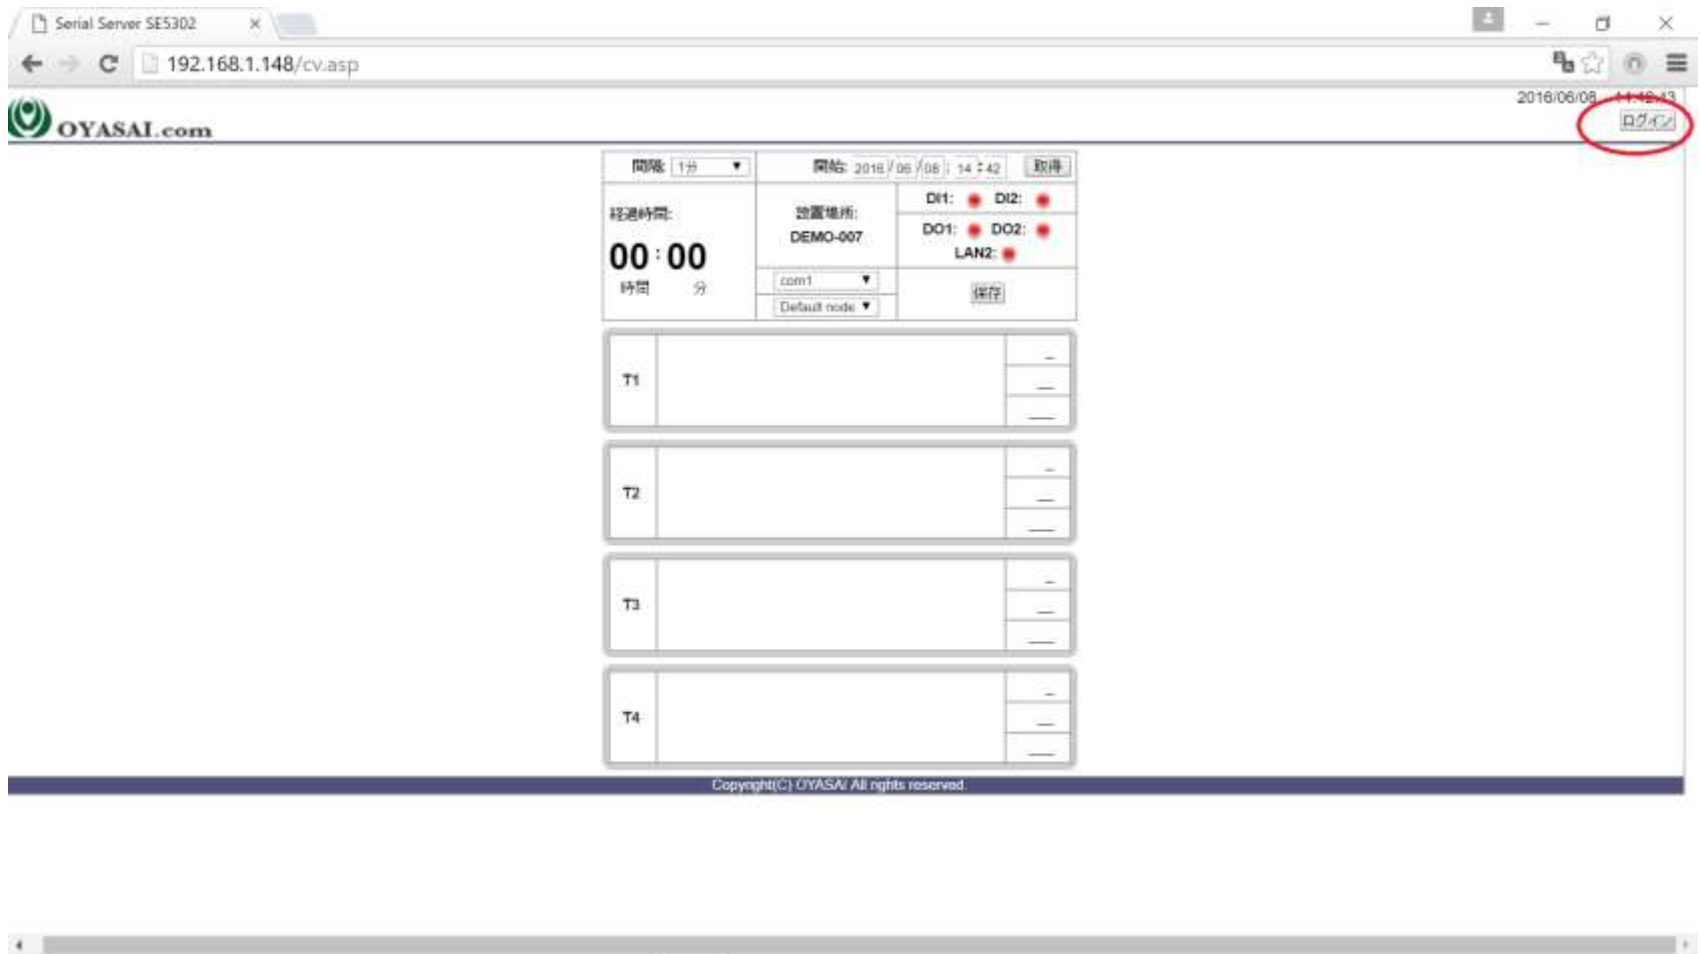 Serial Server SE5302
192.168.1.148/cv.asp
2016/06/08 14:42:43
OYASAI.com
ログイン
間隔: 1分 開始: 2016/06/08 : 14 : 42 取得
経過時間:
00:00
時間 分
設置場所:
DEMO-007
com1
Default node
DI1: DI2:
DO1: DO2:
LAN2:
保存
T1
T2
T3
T4
Copyright(C) OYASAI All rights reserved.